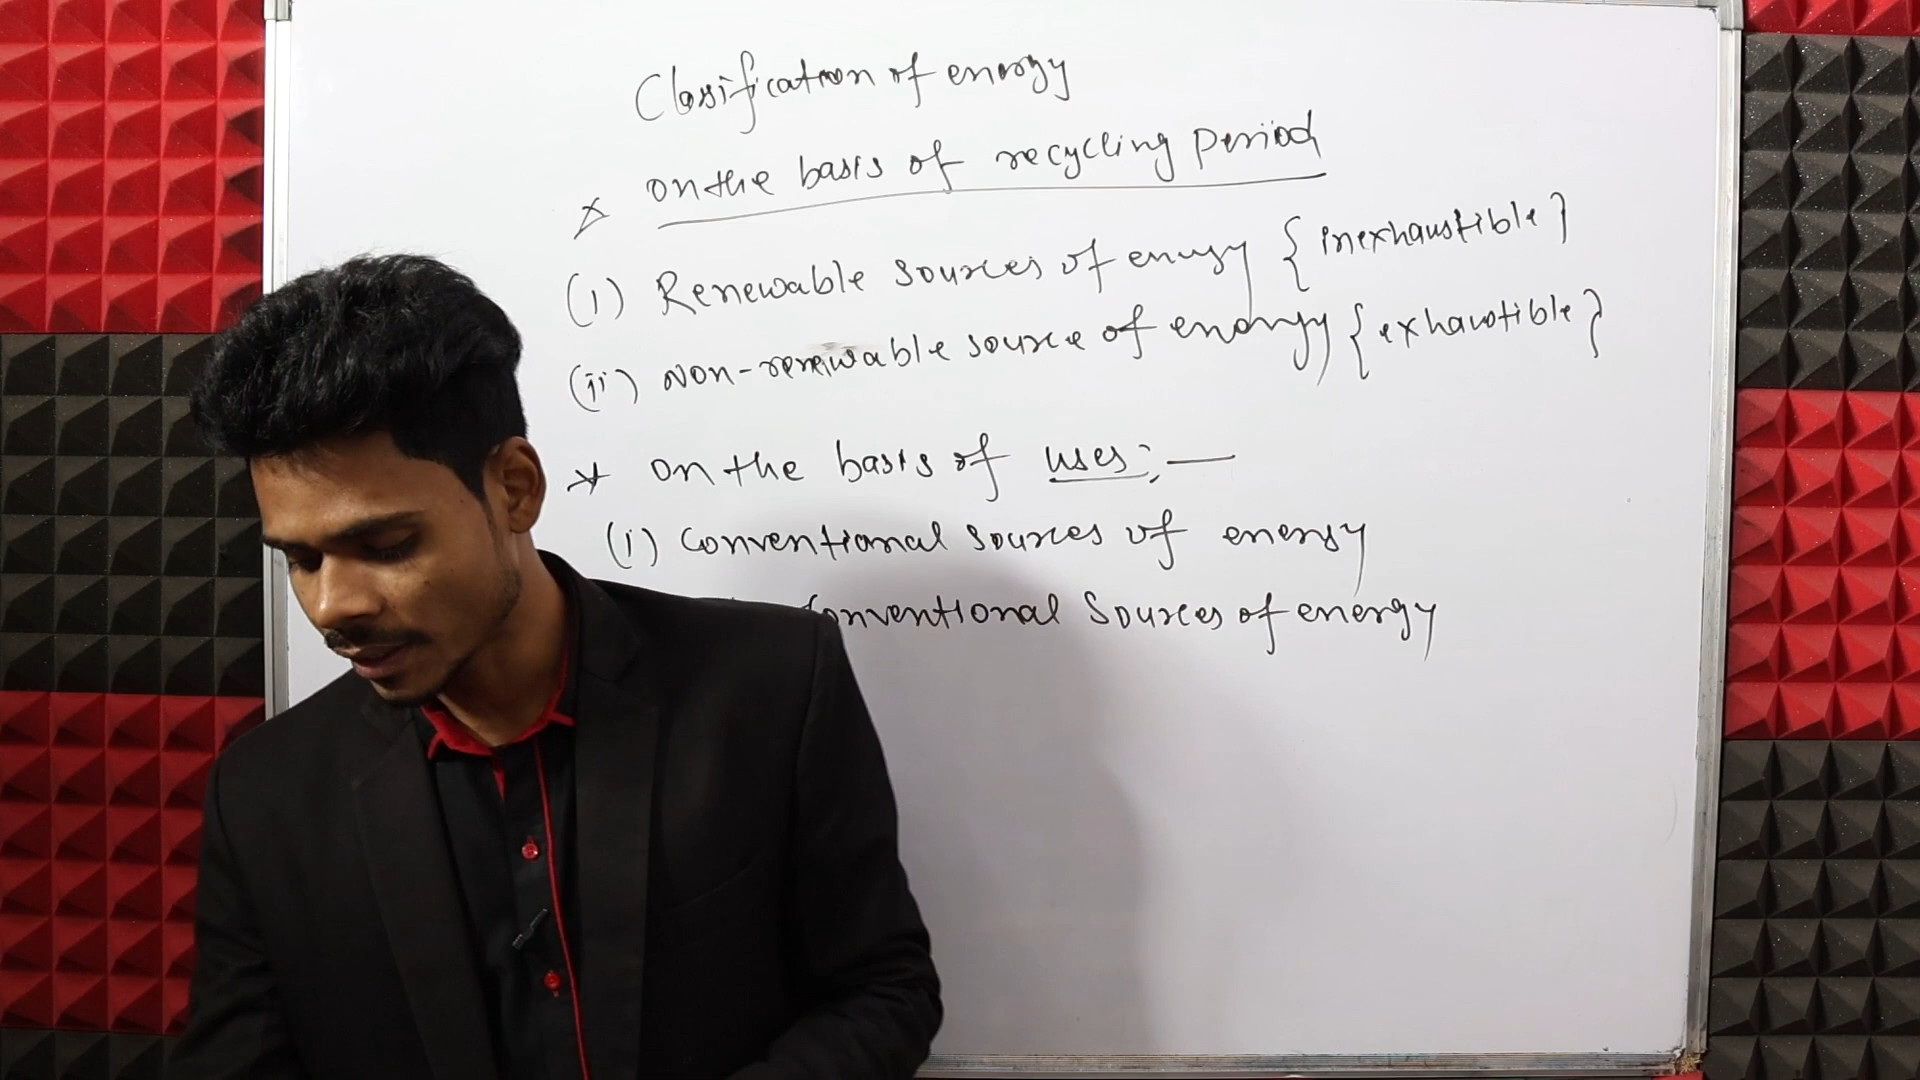 Classification of energy
* on the basis of recycling period
(i) Renewable sources of energy {inexhaustible}
(ii) Non-renewable source of energy {exhaustible}
* on the basis of uses:-
(i) Conventional sources of energy
conventional Sources of energy